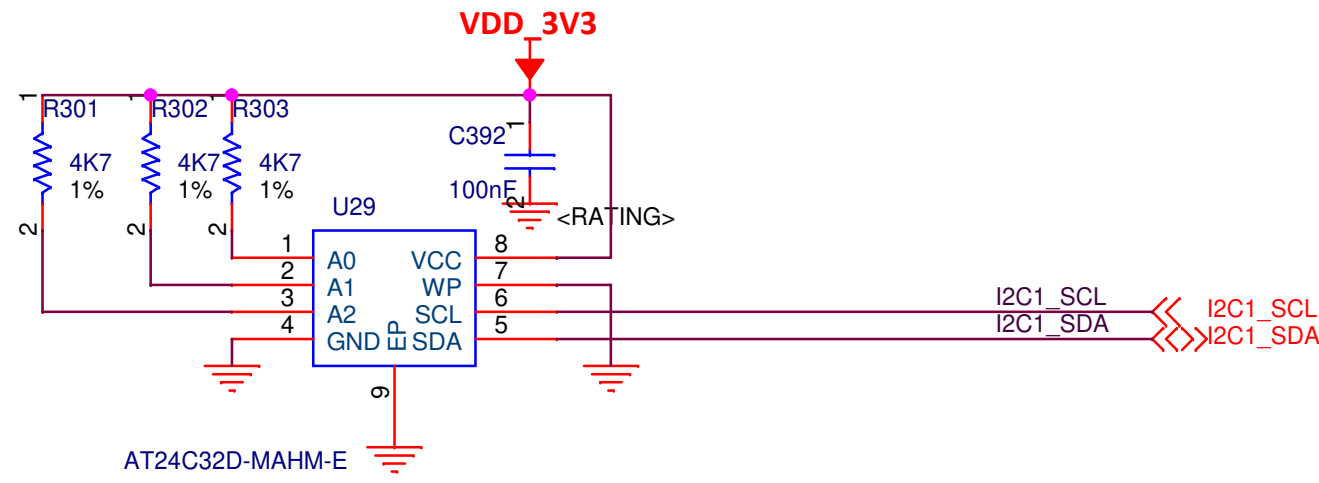 VDD_3V3
1
1
1
R301
R302
R303
4K7
1%
4K7
1%
4K7
1%
2
2
2
C392
1
100nF
2
<RATING>
U29
1
A0
VCC
8
2
A1
WP
7
3
A2
SCL
6
4
GND
EP
SDA
5
9
I2C1_SCL
I2C1_SDA
I2C1_SCL
I2C1_SDA
AT24C32D-MAHM-E